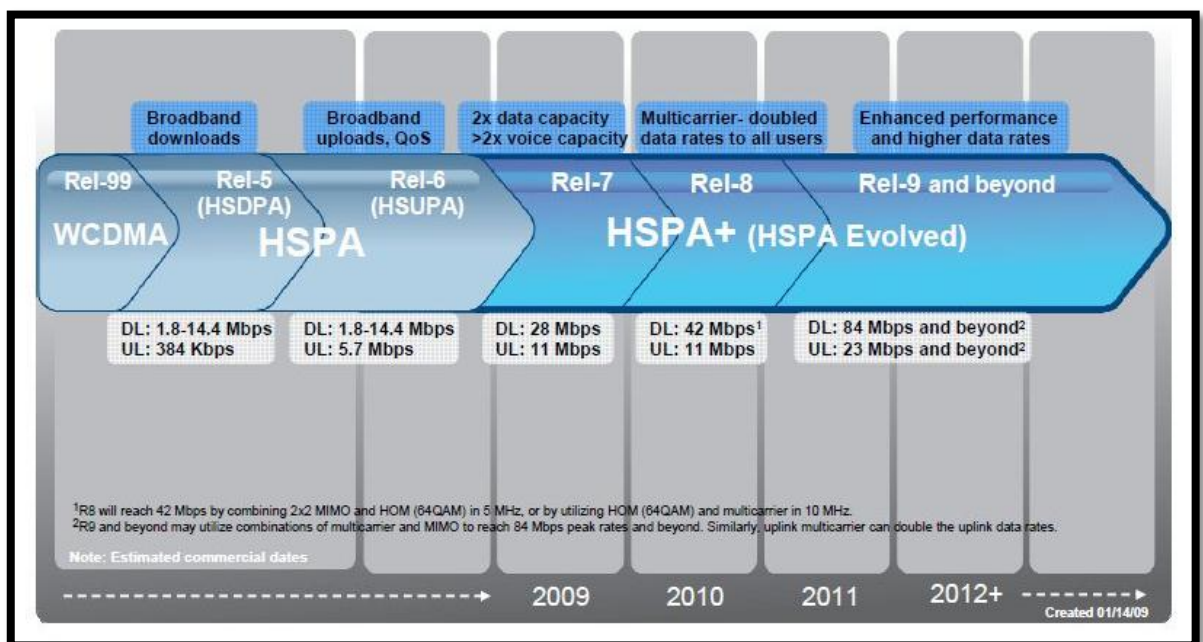 Broadband
downloads
Broadband
uploads, QoS
2x data capacity
>2x voice capacity
Multicarrier- doubled
data rates to all users
Enhanced performance
and higher data rates
Rel-99
WCDMA
Rel-5
(HSDPA)
Rel-6
(HSUPA)
HSPA
Rel-7
Rel-8
Rel-9 and beyond
HSPA+ (HSPA Evolved)
DL: 1.8-14.4 Mbps
UL: 384 Kbps
DL: 1.8-14.4 Mbps
UL: 5.7 Mbps
DL: 28 Mbps
UL: 11 Mbps
DL: 42 Mbps¹
UL: 11 Mbps
DL: 84 Mbps and beyond²
UL: 23 Mbps and beyond²
¹R8 will reach 42 Mbps by combining 2x2 MIMO and HOM (64QAM) in 5 MHz, or by utilizing HOM (64QAM) and multicarrier in 10 MHz.
²R9 and beyond may utilize combinations of multicarrier and MIMO to reach 84 Mbps peak rates and beyond. Similarly, uplink multicarrier can double the uplink data rates.
Note: Estimated commercial dates
2009
2010
2011
2012+
Created 01/14/09